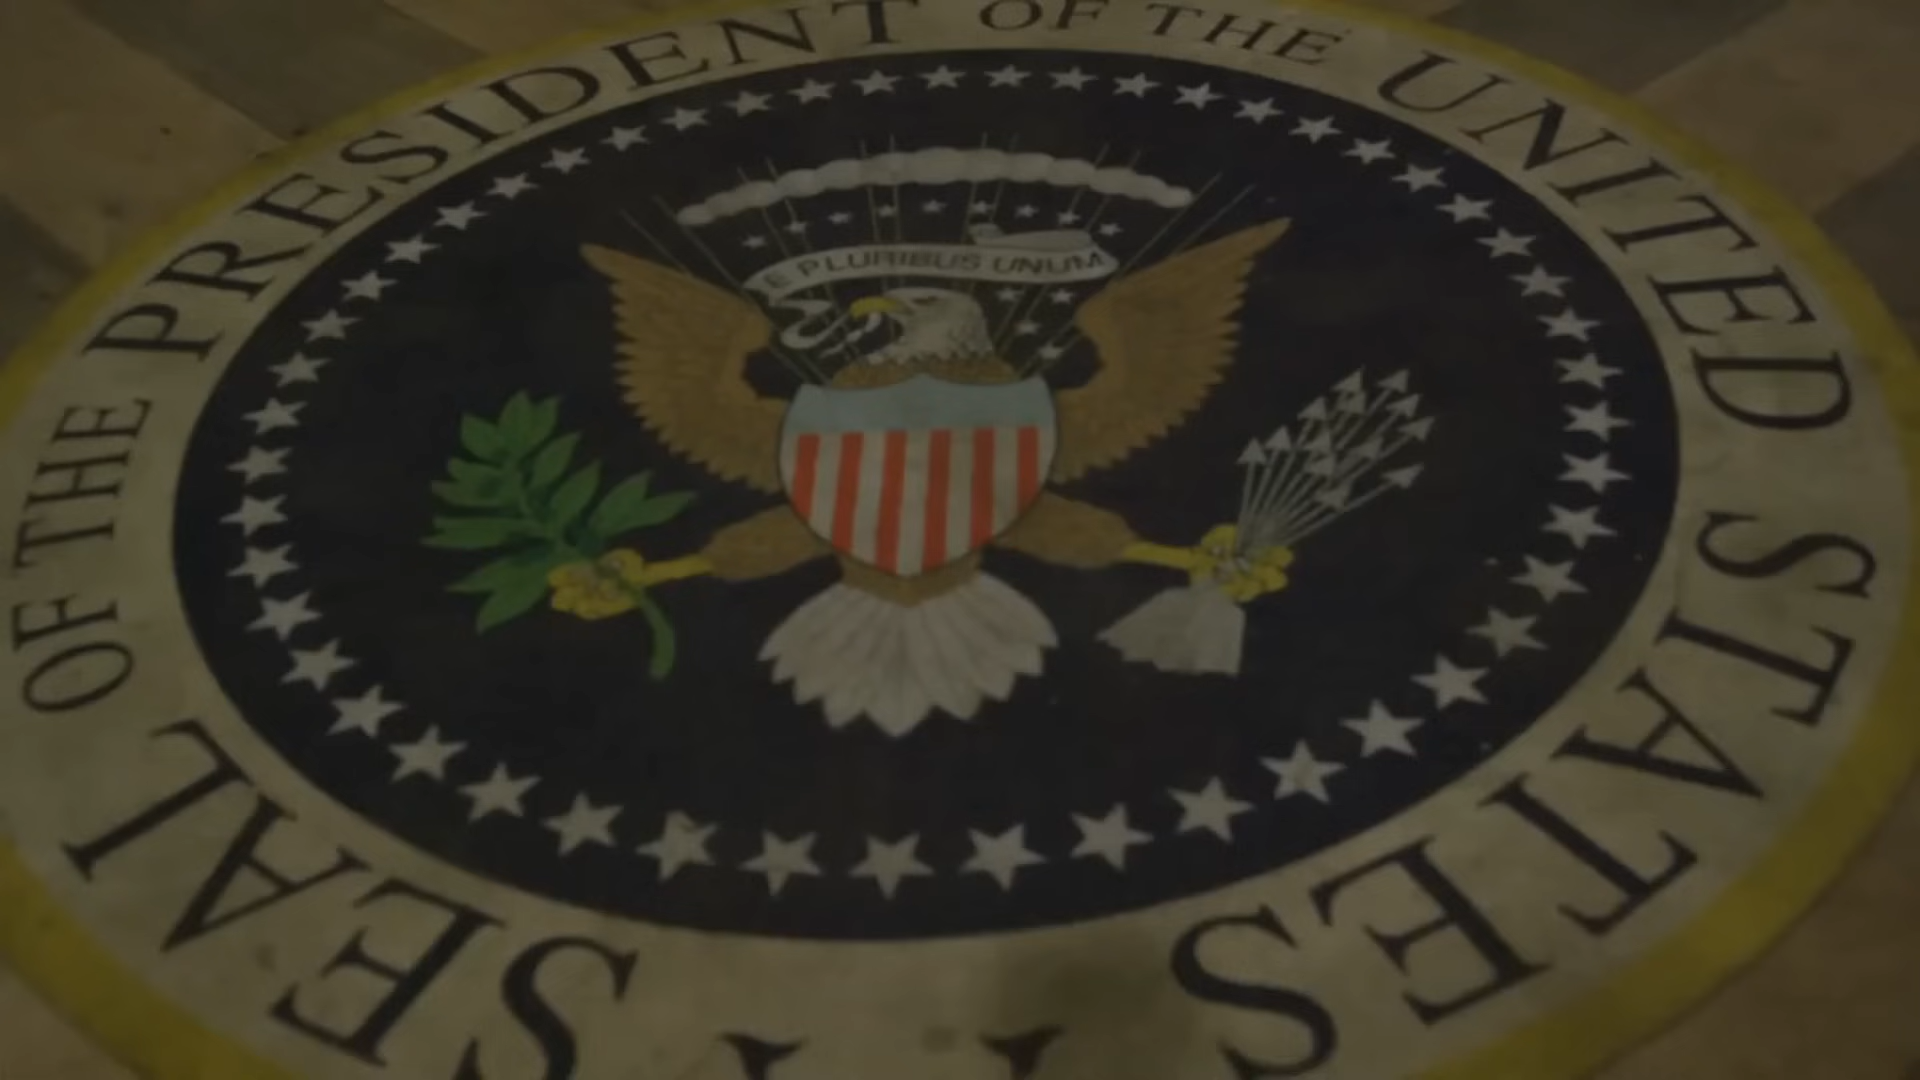 SEAL OF THE PRESIDENT OF THE UNITED STATES
E PLURIBUS UNUM